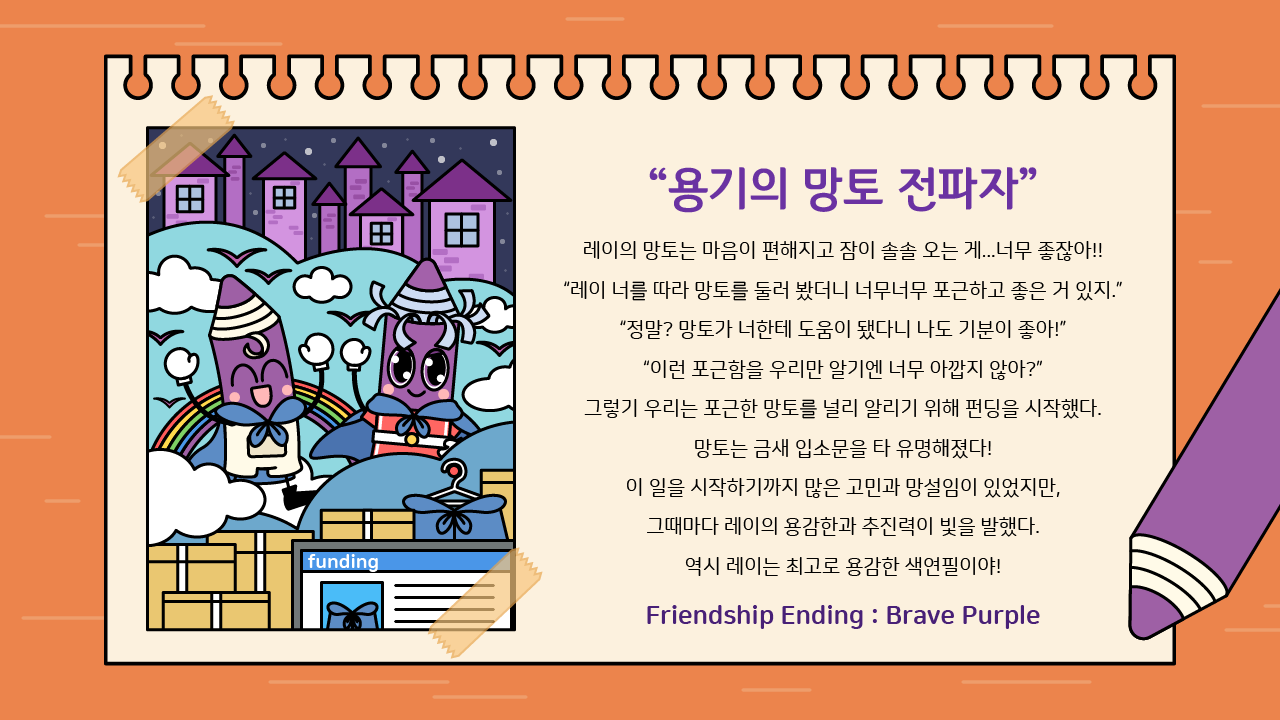 “용기의 망토 전파자”
레이의 망토는 마음이 편해지고 잠이 솔솔 오는 게...너무 좋잖아!!
“레이 너를 따라 망토를 둘러 봤더니 너무너무 포근하고 좋은 거 있지.”
“정말? 망토가 너한테 도움이 됐다니 나도 기분이 좋아!”
“이런 포근함을 우리만 알기엔 너무 아깝지 않아?”
그렇기 우리는 포근한 망토를 널리 알리기 위해 펀딩을 시작했다.
망토는 금새 입소문을 타 유명해졌다!
이 일을 시작하기까지 많은 고민과 망설임이 있었지만,
그때마다 레이의 용감한과 추진력이 빛을 발했다.
역시 레이는 최고로 용감한 색연필이야!
Friendship Ending : Brave Purple
funding